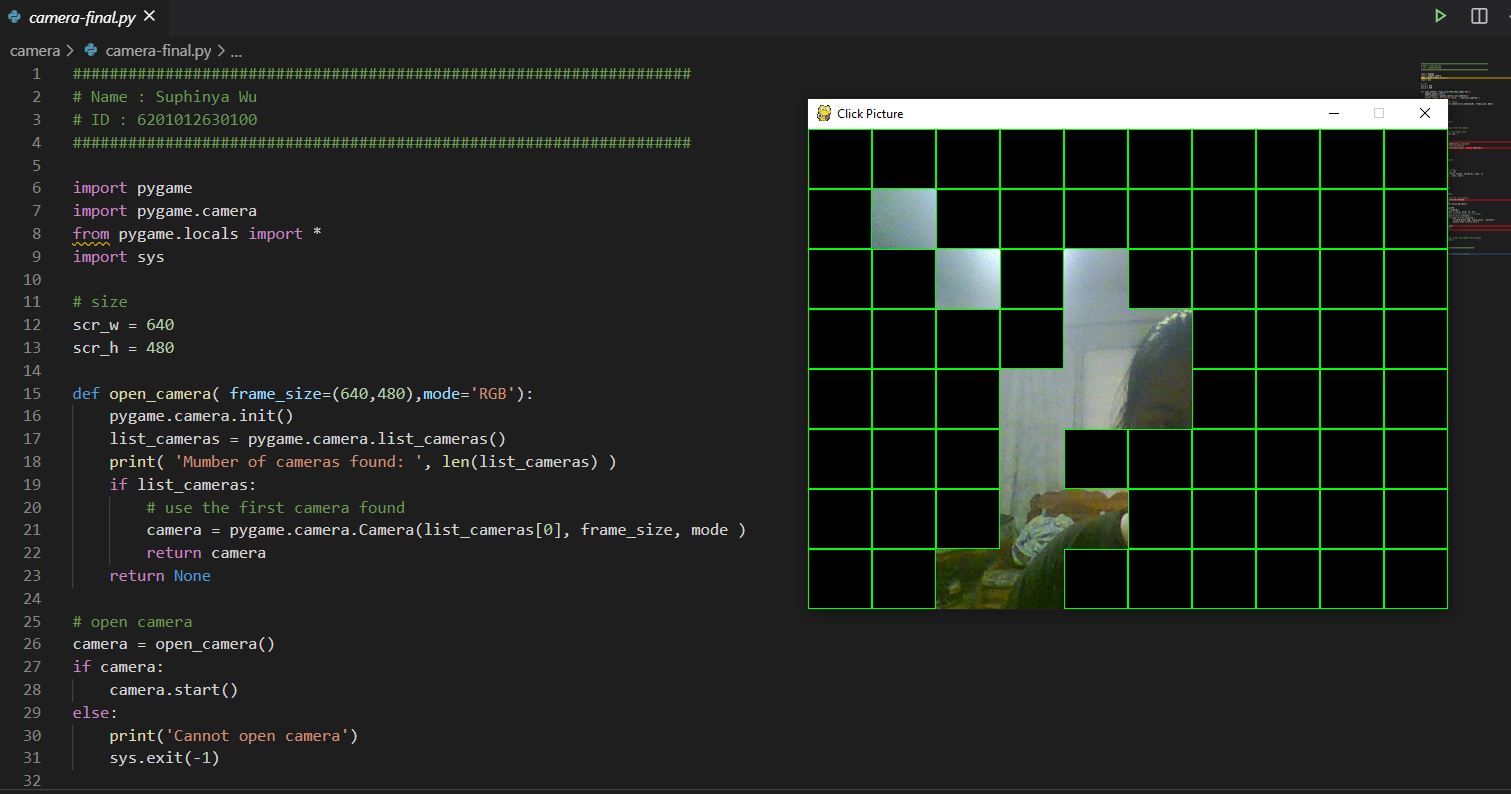 camera-final.py
camera > camera-final.py > ...
1 ###################################################################
2 # Name : Suphinya Wu
3 # ID : 6201012630100
4 ###################################################################
5
6 import pygame
7 import pygame.camera
8 from pygame.locals import *
9 import sys
10
11 # size
12 scr_w = 640
13 scr_h = 480
14
15 def open_camera( frame_size=(640,480),mode='RGB'):
16     pygame.camera.init()
17     list_cameras = pygame.camera.list_cameras()
18     print( 'Mumber of cameras found: ', len(list_cameras) )
19     if list_cameras:
20         # use the first camera found
21         camera = pygame.camera.Camera(list_cameras[0], frame_size, mode )
22         return camera
23     return None
24
25 # open camera
26 camera = open_camera()
27 if camera:
28     camera.start()
29 else:
30     print('Cannot open camera')
31     sys.exit(-1)
32
Click Picture